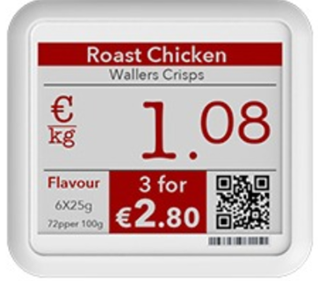 Roast Chicken
Wallers Crisps
€
kg
1.08
Flavour
6X25g
72pper 100g
3 for
€2.80